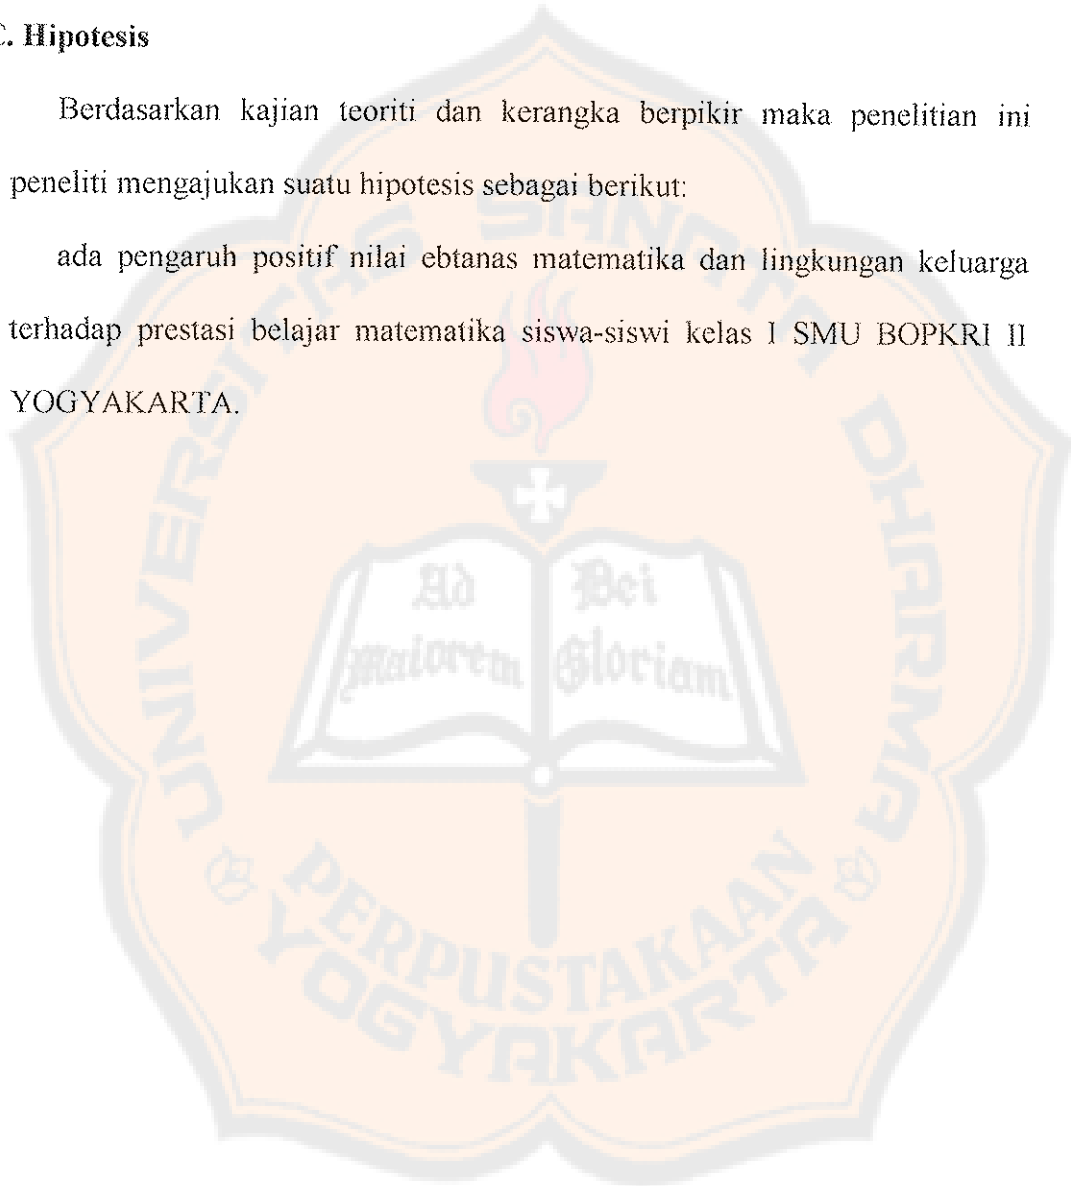 C. Hipotesis
Berdasarkan kajian teoriti dan kerangka berpikir maka penelitian ini
peneliti mengajukan suatu hipotesis sebagai berikut:
ada pengaruh positif nilai ebtanas matematika dan lingkungan keluarga
terhadap prestasi belajar matematika siswa-siswi kelas I SMU BOPKRI II
YOGYAKARTA.
UNIVERSITAS SANATA DHARMA
Ad Dei
Maiorem Gloriam
PERPUSTAKAAN
YOGYAKARTA